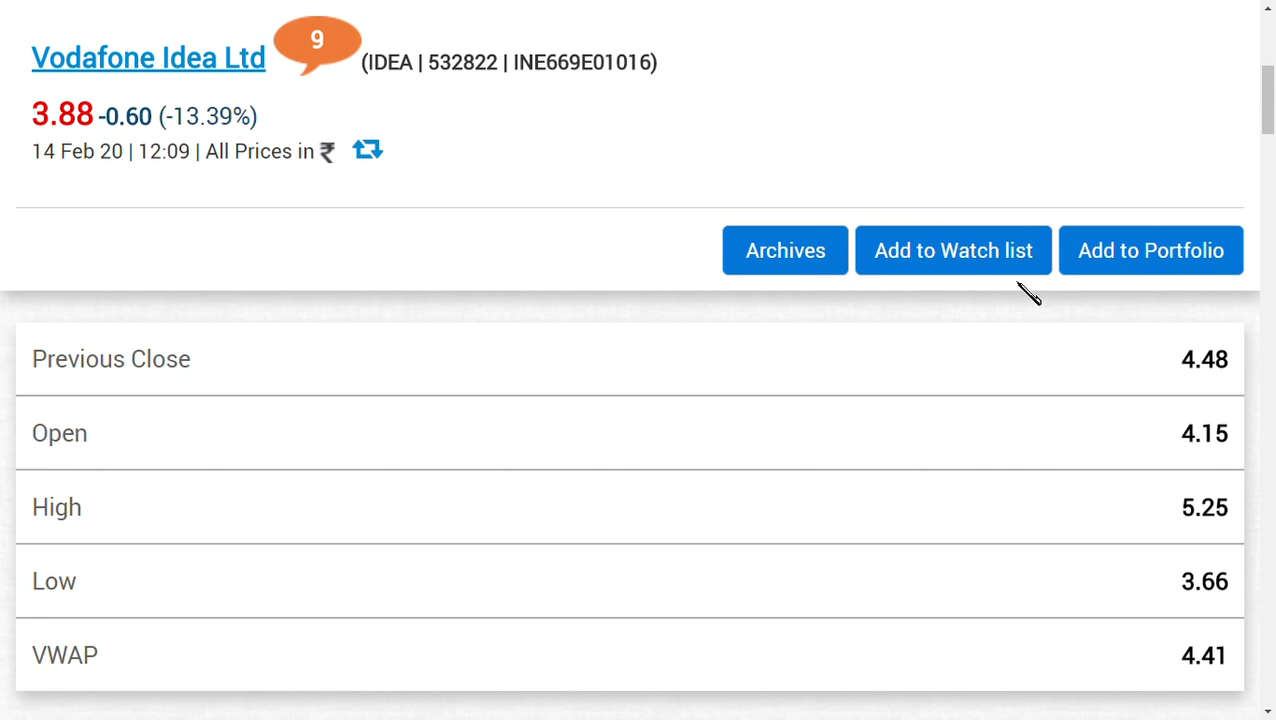 Vodafone Idea Ltd 9 (IDEA | 532822 | INE669E01016)
3.88 -0.60 (-13.39%)
14 Feb 20 | 12:09 | All Prices in ₹
Archives Add to Watch list Add to Portfolio
Previous Close 4.48
Open 4.15
High 5.25
Low 3.66
VWAP 4.41